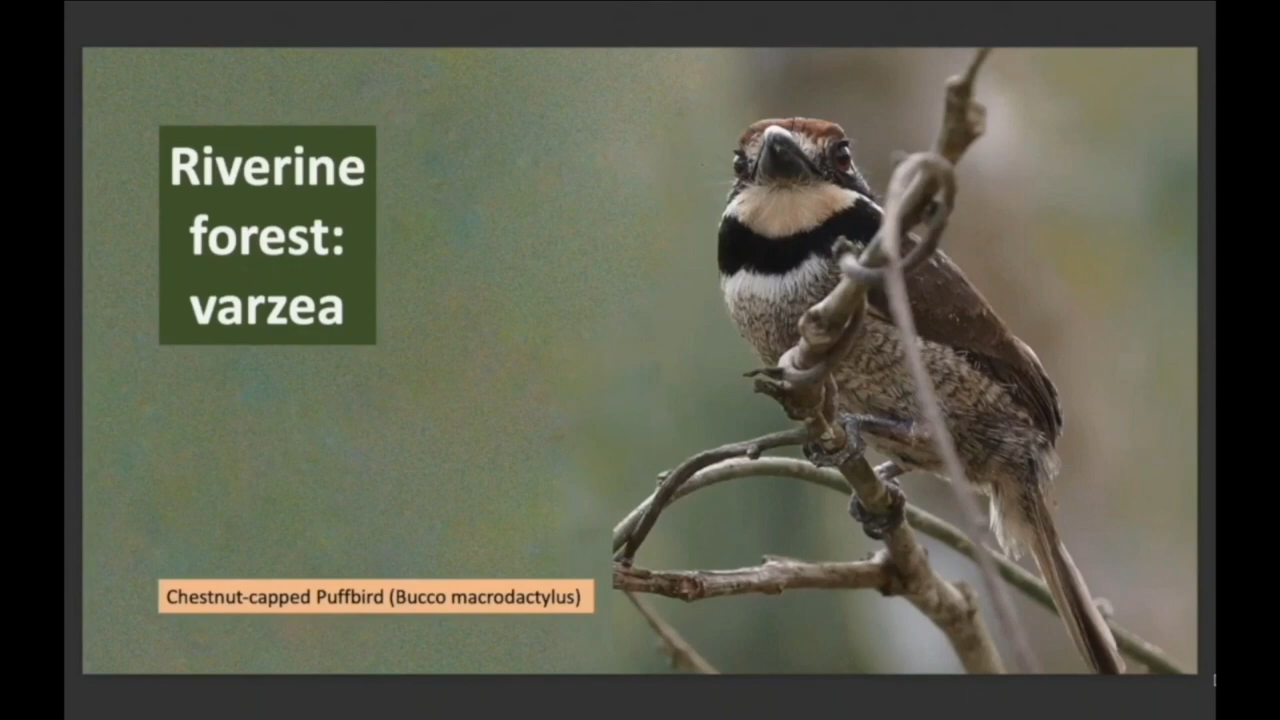 Riverine
forest:
varzea
Chestnut-capped Puffbird (Bucco macrodactylus)